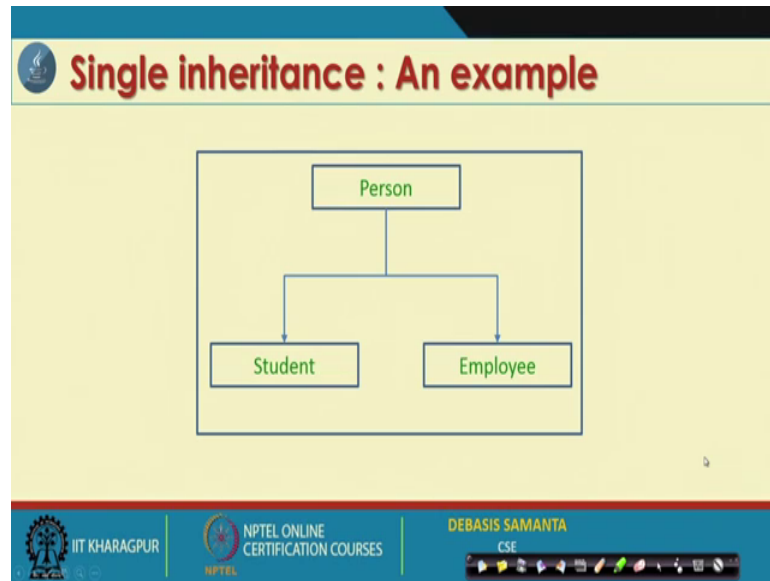 Single inheritance : An example
Person
Student
Employee
IIT KHARAGPUR
NPTEL ONLINE
CERTIFICATION COURSES
NPTEL
DEBASIS SAMANTA
CSE